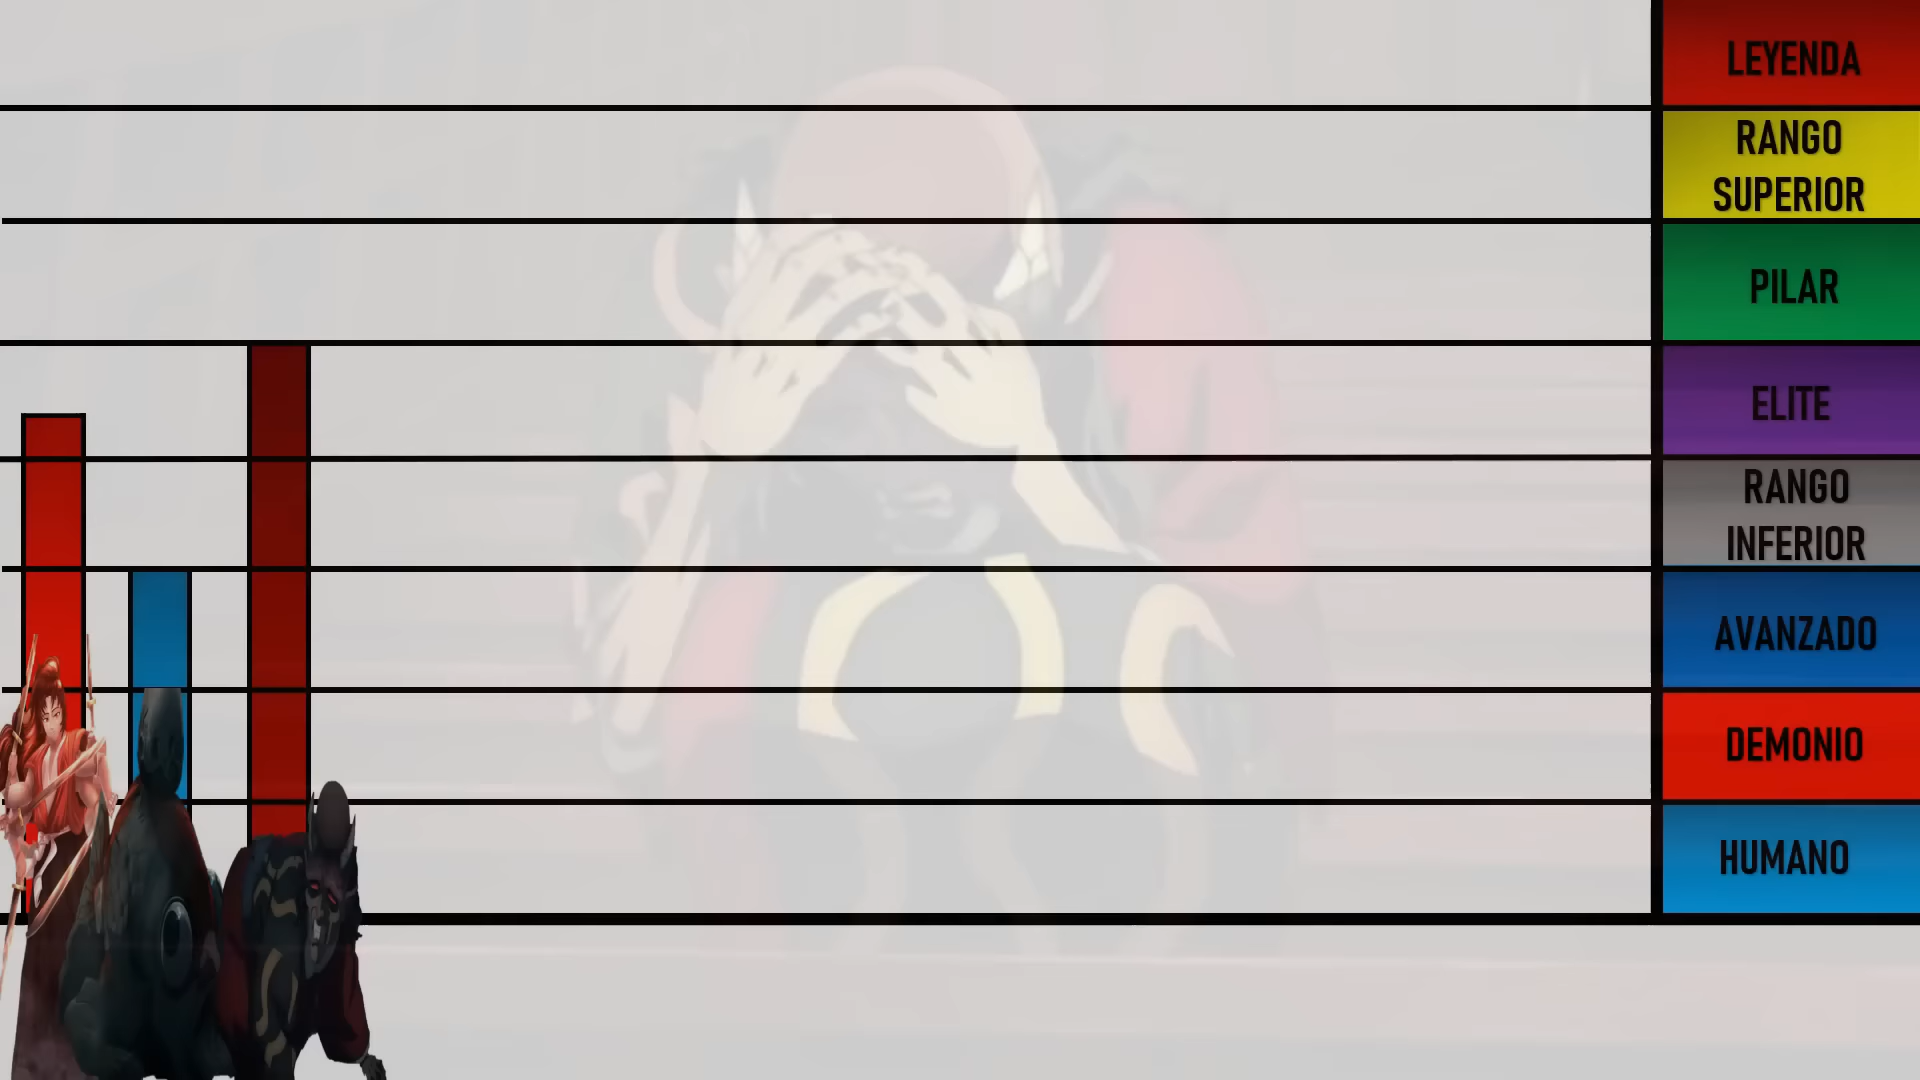 LEYENDA
RANGO
SUPERIOR
PILAR
ELITE
RANGO
INFERIOR
AVANZADO
DEMONIO
HUMANO